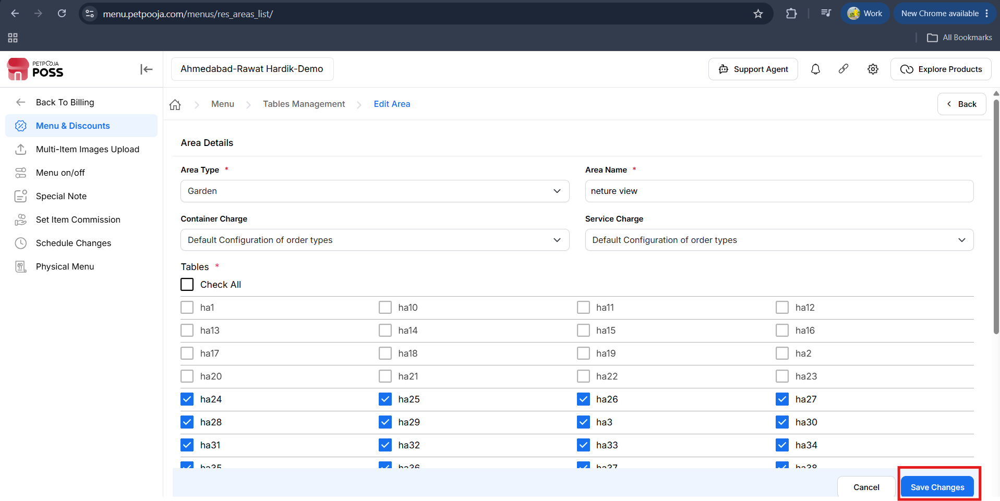 menu.petpooja.com/menus/res_areas_list/
Work
New Chrome available
All Bookmarks
PETPOOJA
POSS
Ahmedabad-Rawat Hardik-Demo
Support Agent
Explore Products
Back To Billing
Menu & Discounts
Multi-Item Images Upload
Menu on/off
Special Note
Set Item Commission
Schedule Changes
Physical Menu
Menu
Tables Management
Edit Area
Back
Area Details
Area Type *
Area Name *
Garden
neture view
Container Charge
Service Charge
Default Configuration of order types
Default Configuration of order types
Tables *
Check All
ha1 ha10 ha11 ha12
ha13 ha14 ha15 ha16
ha17 ha18 ha19 ha2
ha20 ha21 ha22 ha23
ha24 ha25 ha26 ha27
ha28 ha29 ha3 ha30
ha31 ha32 ha33 ha34
ha35 ha36 ha37 ha38
Cancel
Save Changes